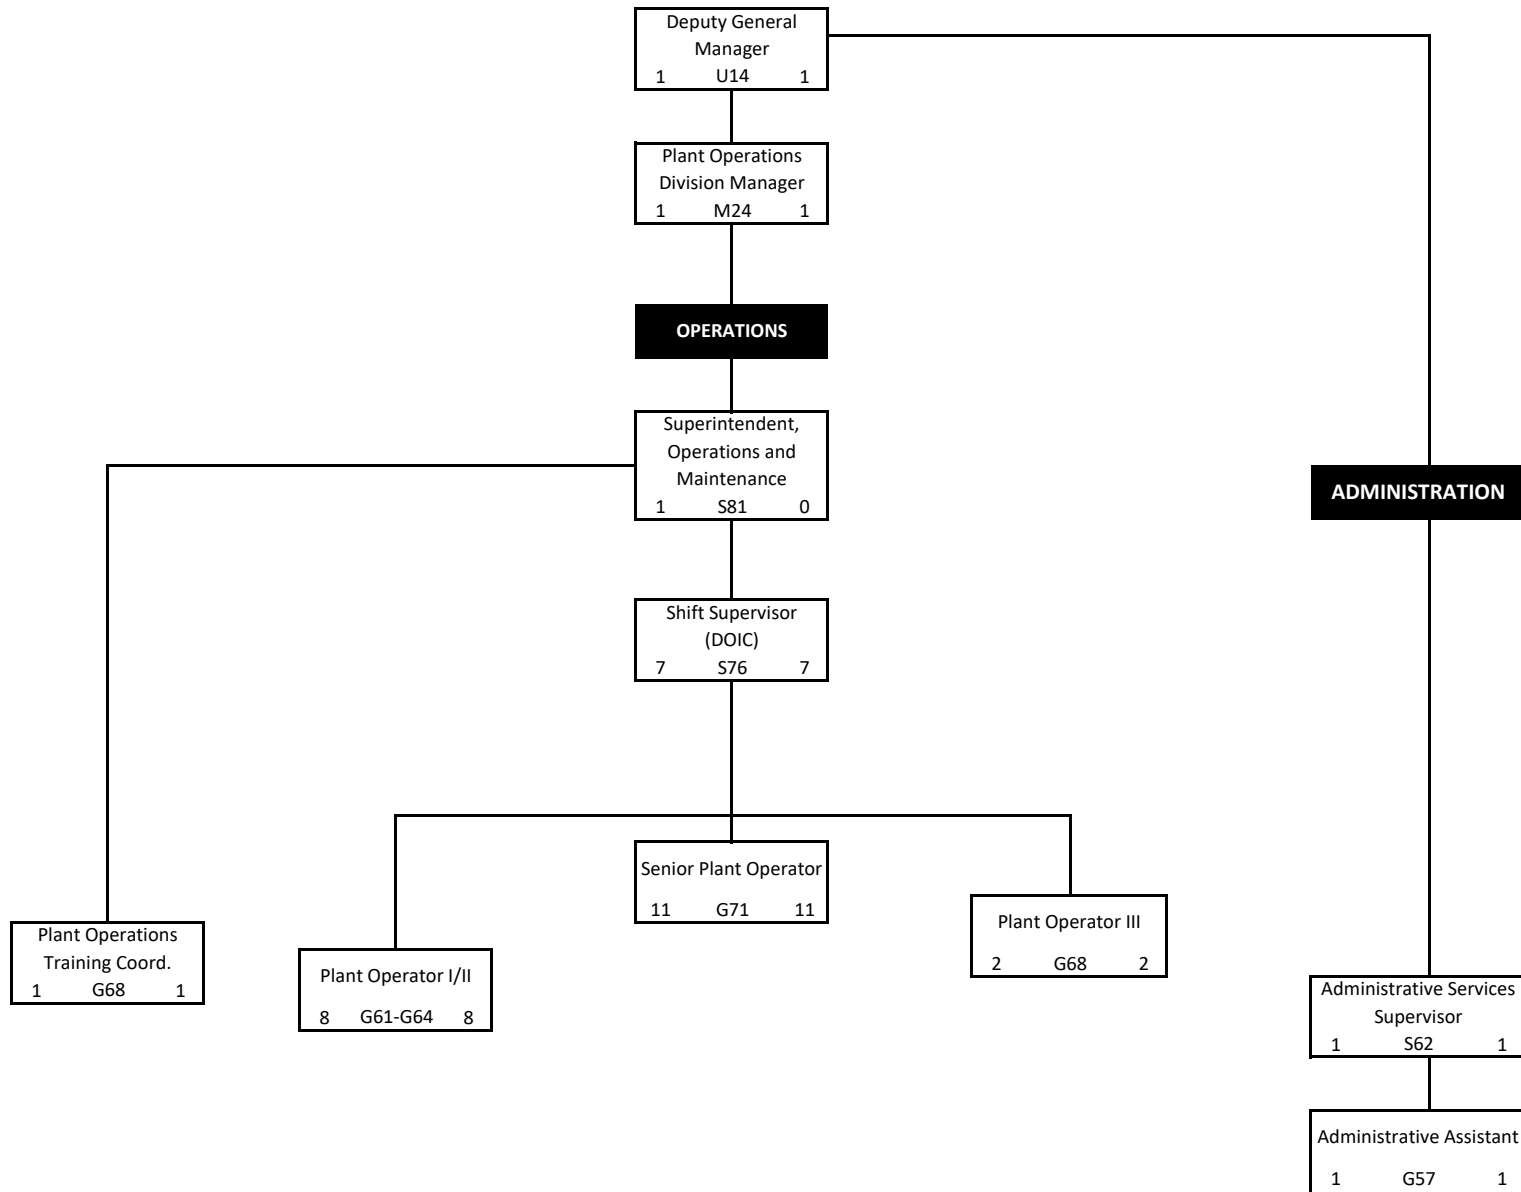 Deputy General
Manager
1 U14 1
Plant Operations
Division Manager
1 M24 1
OPERATIONS
Superintendent,
Operations and
Maintenance
1 S81 0
ADMINISTRATION
Shift Supervisor
(DOIC)
7 S76 7
Senior Plant Operator
11 G71 11
Plant Operator III
2 G68 2
Plant Operations
Training Coord.
1 G68 1
Plant Operator I/II
8 G61-G64 8
Administrative Services
Supervisor
1 S62 1
Administrative Assistant
1 G57 1